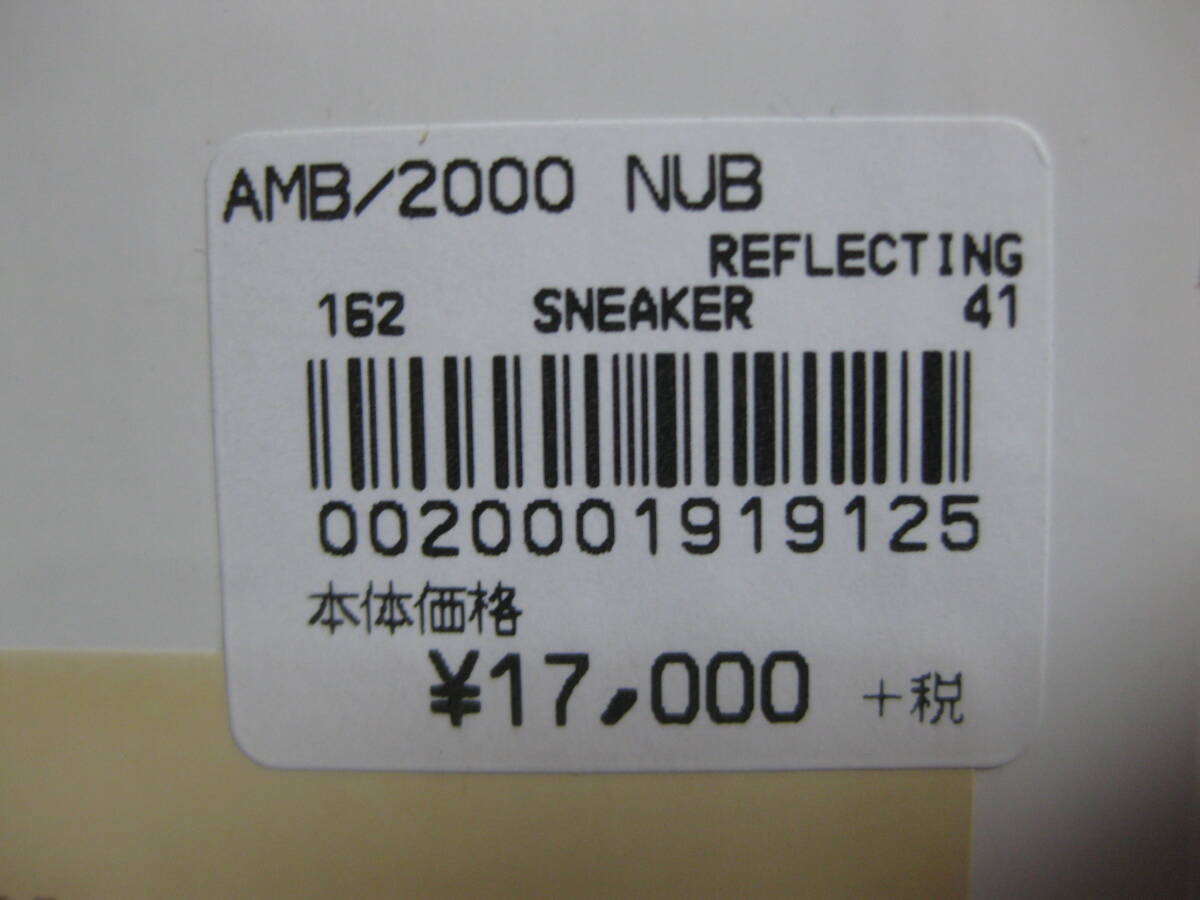 AMB/2000 NUB
REFLECTING
162 SNEAKER 41
0020001919125
本体価格
¥17,000 +税